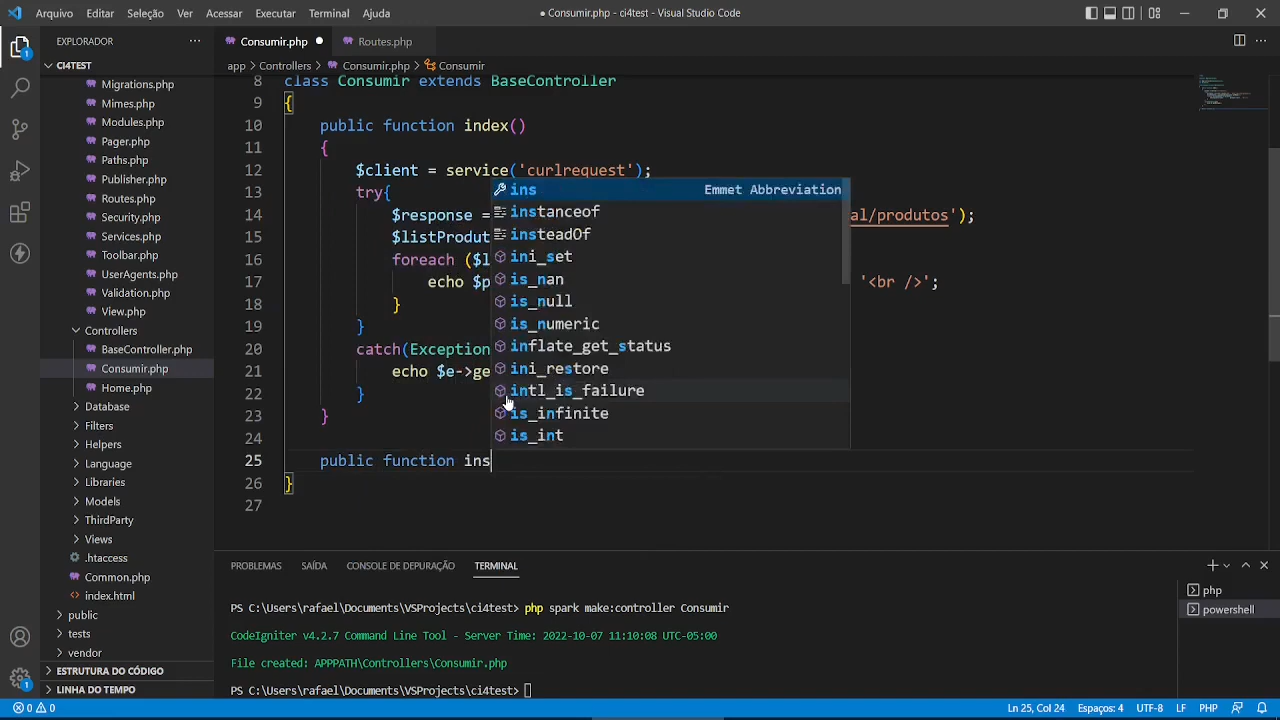 Arquivo Editar Seleção Ver Acessar Executar Terminal Ajuda
● Consumir.php - ci4test - Visual Studio Code
EXPLORADOR
CI4TEST
Migrations.php
Mimes.php
Modules.php
Pager.php
Paths.php
Publisher.php
Routes.php
Security.php
Services.php
Toolbar.php
UserAgents.php
Validation.php
View.php
Controllers
BaseController.php
Consumir.php
Home.php
Database
Filters
Helpers
Language
Libraries
Models
ThirdParty
Views
.htaccess
Common.php
index.html
public
tests
vendor
ESTRUTURA DO CÓDIGO
LINHA DO TEMPO
Consumir.php ● Routes.php
app > Controllers > Consumir.php > Consumir
8 class Consumir extends BaseController
9 {
10 public function index()
11 {
12 $client = service('curlrequest');
13 try{
14 $response = al/produtos');
15 $listProdut
16 foreach ($l
17 echo $p '<br />';
18 }
19 }
20 catch(Exception
21 echo $e->ge
22 }
23 }
24
25 public function ins
26 }
27
ins Emmet Abbreviation
instanceof
insteadOf
ini_set
is_nan
is_null
is_numeric
inflate_get_status
ini_restore
intl_is_failure
is_infinite
is_int
PROBLEMAS SAÍDA CONSOLE DE DEPURAÇÃO TERMINAL
PS C:\Users\rafael\Documents\VSProjects\ci4test> php spark make:controller Consumir
CodeIgniter v4.2.7 Command Line Tool - Server Time: 2022-10-07 11:10:08 UTC-05:00
File created: APPPATH\Controllers\Consumir.php
PS C:\Users\rafael\Documents\VSProjects\ci4test>
php
powershell
1
1
0 0 Ln 25, Col 24 Espaços: 4 UTF-8 LF PHP